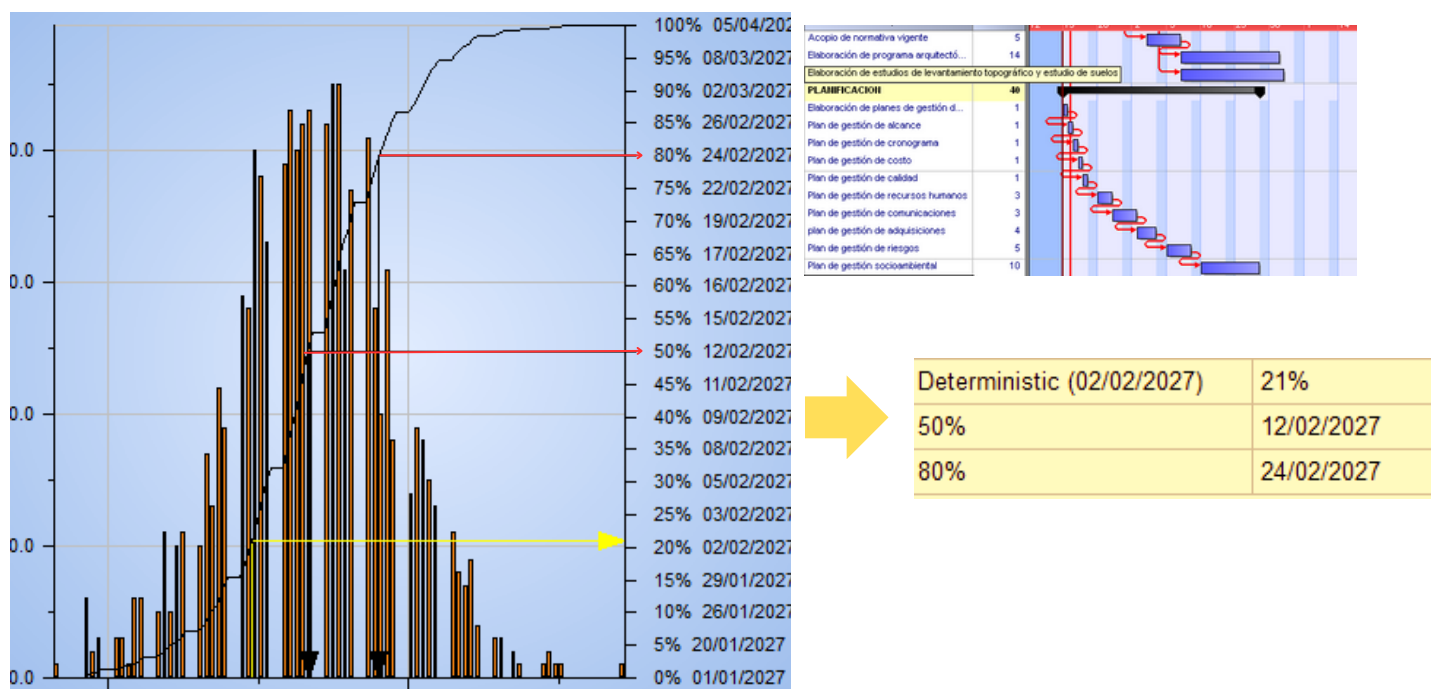 100% 05/04/202
95% 08/03/2027
90% 02/03/2027
85% 26/02/2027
80% 24/02/2027
75% 22/02/2027
70% 19/02/2027
65% 17/02/2027
60% 16/02/2027
55% 15/02/2027
50% 12/02/2027
45% 11/02/2027
40% 09/02/2027
35% 08/02/2027
30% 05/02/2027
25% 03/02/2027
20% 02/02/2027
15% 29/01/2027
10% 26/01/2027
5% 20/01/2027
0% 01/01/2027
0.0
0.0
0.0
0.0
0.0
Acopio de normativa vigente 5
Elaboración de programa arquitectó... 14
Elaboración de estudios de levantamiento topográfico y estudio de suelos
PLANIFICACION 40
Elaboración de planes de gestión d... 1
Plan de gestión de alcance 1
Plan de gestión de cronograma 1
Plan de gestión de costo 1
Plan de gestión de calidad 1
Plan de gestión de recursos humanos 3
Plan de gestión de comunicaciones 3
plan de gestión de adquisiciones 4
Plan de gestión de riesgos 5
Plan de gestión socioambiental 10
Deterministic (02/02/2027) 21%
50% 12/02/2027
80% 24/02/2027